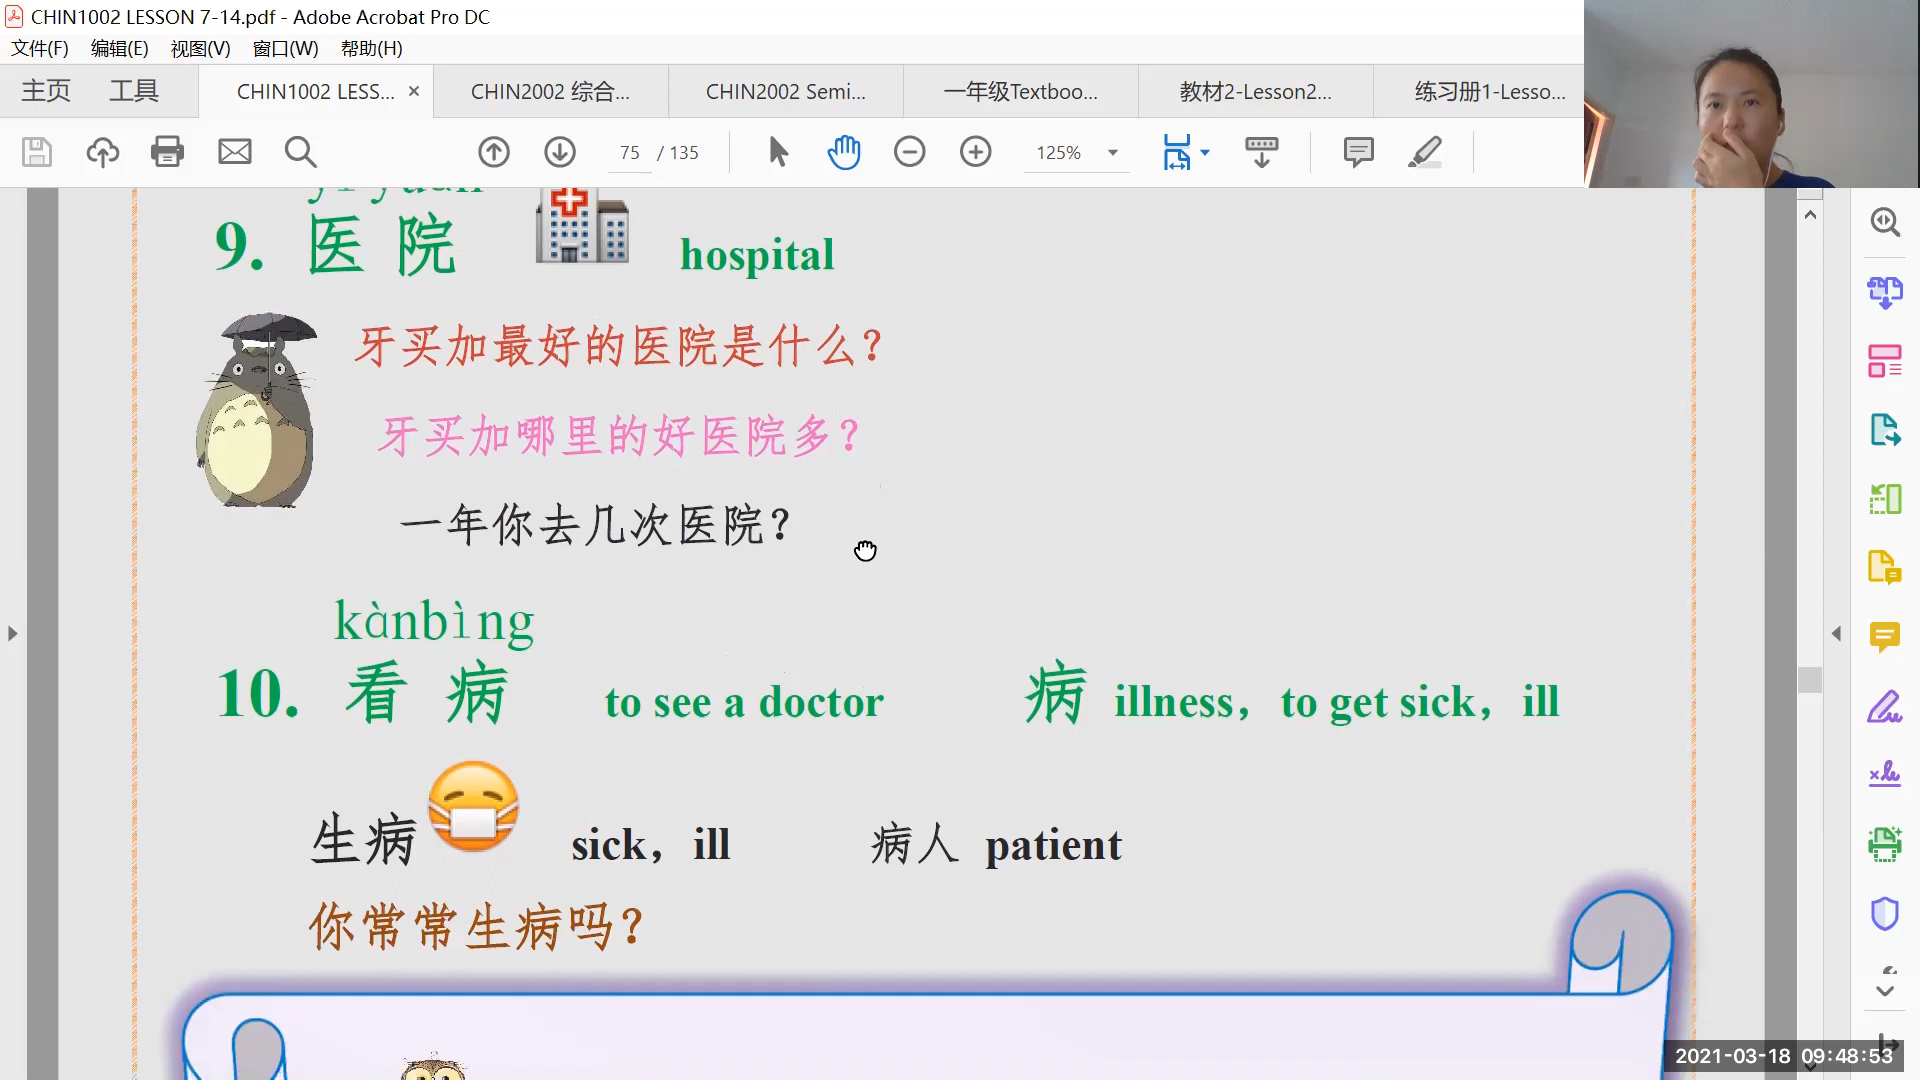 CHIN1002 LESSON 7-14.pdf - Adobe Acrobat Pro DC
文件(F) 编辑(E) 视图(V) 窗口(W) 帮助(H)
主页 工具 CHIN1002 LESS... × CHIN2002 综合... CHIN2002 Semi... 一年级Textboo... 教材2-Lesson2... 练习册1-Lesso...
75 / 135 125%
yī yuàn
9. 医 院 hospital
牙买加最好的医院是什么?
牙买加哪里的好医院多?
一年你去几次医院?
kànbìng
10. 看 病 to see a doctor 病 illness, to get sick, ill
生病 sick, ill 病人 patient
你常常生病吗?
2021-03-18 09:48:53